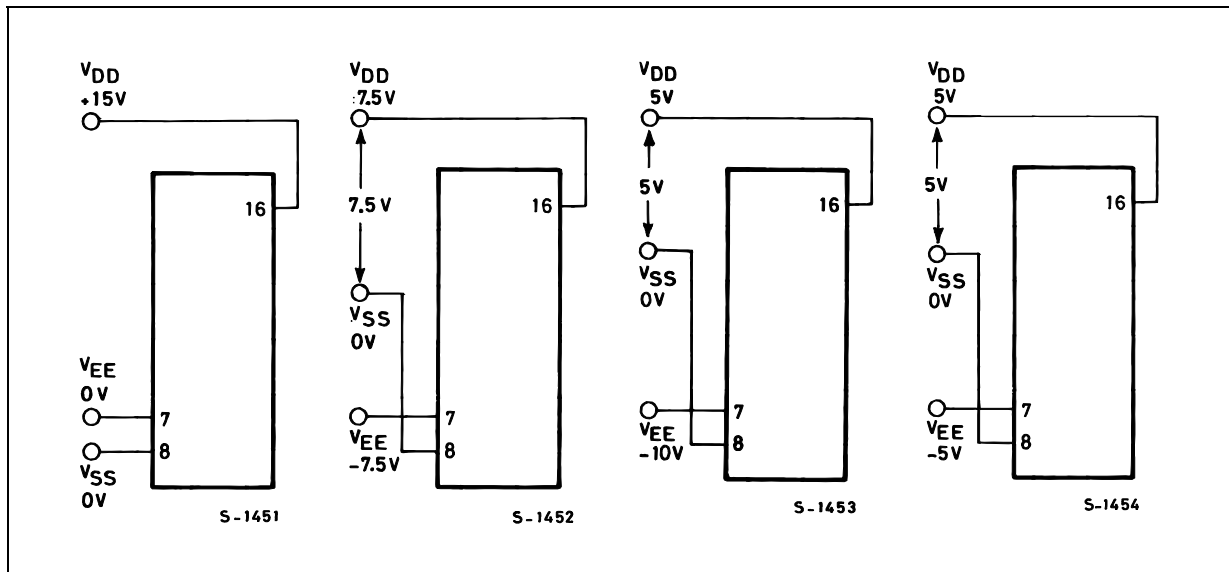 VDD
+15V
16
VEE
0V
7
8
VSS
0V
S-1451
VDD
:7.5V
7.5V
16
VSS
0V
7
8
VEE
-7.5V
S-1452
VDD
5V
5V
16
VSS
0V
7
8
VEE
-10V
S-1453
VDD
5V
5V
16
VSS
0V
7
8
VEE
-5V
S-1454